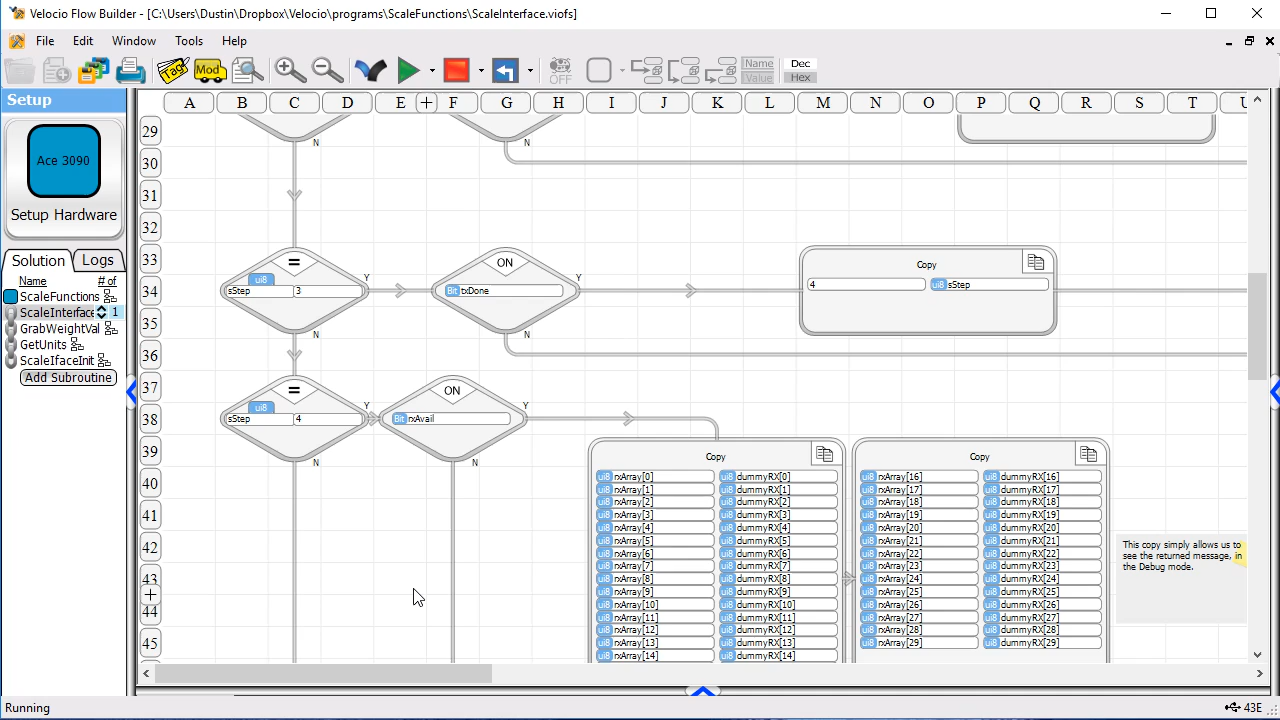 Velocio Flow Builder - [C:\Users\Dustin\Dropbox\Velocio\programs\ScaleFunctions\ScaleInterface.viofs]
File Edit Window Tools Help
Tag Mod OFF Name Value Dec Hex
Setup
Ace 3090
Setup Hardware
Solution Logs
Name # of
ScaleFunctions
ScaleInterface 1
GrabWeightVal
GetUnits
ScaleIfaceInit
Add Subroutine
A B C D E + F G H I J K L M N O P Q R S T U
29
N N
30
31
32
33
= ON Copy
ui8
Y Y
34
sStep 3 Bit txDone 4 ui8 sStep
35
N N
36
37
= ON
ui8
Y Y
38
sStep 4 Bit rxAvail
39
N N
Copy Copy
40
41
42
43
+
44
45
ui8 rxArray[0] ui8 dummyRX[0]
ui8 rxArray[1] ui8 dummyRX[1]
ui8 rxArray[2] ui8 dummyRX[2]
ui8 rxArray[3] ui8 dummyRX[3]
ui8 rxArray[4] ui8 dummyRX[4]
ui8 rxArray[5] ui8 dummyRX[5]
ui8 rxArray[6] ui8 dummyRX[6]
ui8 rxArray[7] ui8 dummyRX[7]
ui8 rxArray[8] ui8 dummyRX[8]
ui8 rxArray[9] ui8 dummyRX[9]
ui8 rxArray[10] ui8 dummyRX[10]
ui8 rxArray[11] ui8 dummyRX[11]
ui8 rxArray[12] ui8 dummyRX[12]
ui8 rxArray[13] ui8 dummyRX[13]
ui8 rxArray[14] ui8 dummyRX[14]
ui8 rxArray[16] ui8 dummyRX[16]
ui8 rxArray[17] ui8 dummyRX[17]
ui8 rxArray[18] ui8 dummyRX[18]
ui8 rxArray[19] ui8 dummyRX[19]
ui8 rxArray[20] ui8 dummyRX[20]
ui8 rxArray[21] ui8 dummyRX[21]
ui8 rxArray[22] ui8 dummyRX[22]
ui8 rxArray[23] ui8 dummyRX[23]
ui8 rxArray[24] ui8 dummyRX[24]
ui8 rxArray[25] ui8 dummyRX[25]
ui8 rxArray[26] ui8 dummyRX[26]
ui8 rxArray[27] ui8 dummyRX[27]
ui8 rxArray[28] ui8 dummyRX[28]
ui8 rxArray[29] ui8 dummyRX[29]
This copy simply allows us to
see the returned message, in
the Debug mode.
Running
43E